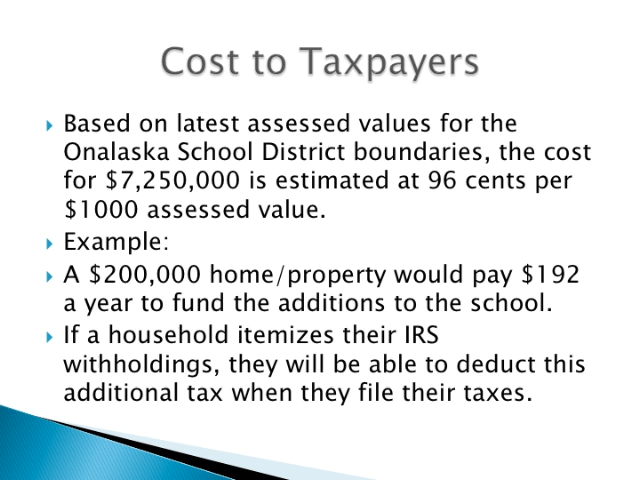 Cost to Taxpayers
Based on latest assessed values for the
Onalaska School District boundaries, the cost
for $7,250,000 is estimated at 96 cents per
$1000 assessed value.
Example:
A $200,000 home/property would pay $192
a year to fund the additions to the school.
If a household itemizes their IRS
withholdings, they will be able to deduct this
additional tax when they file their taxes.